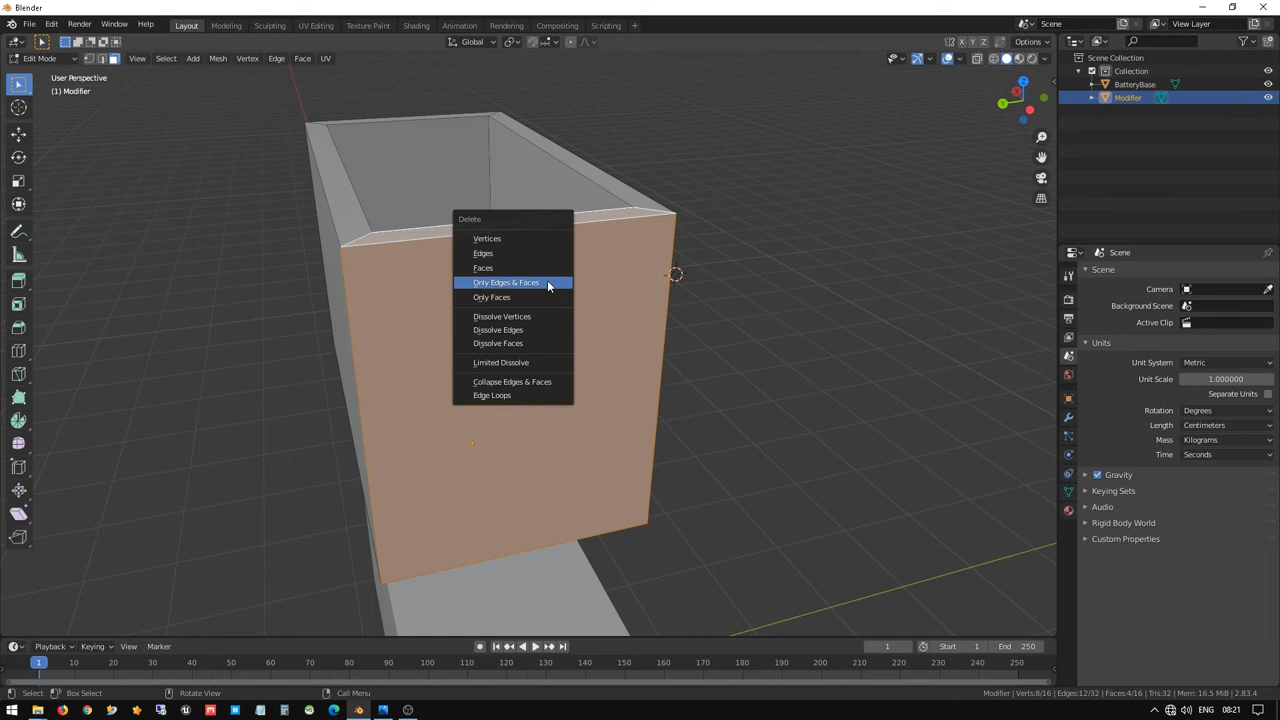 Blender
File Edit Render Window Help Layout Modeling Sculpting UV Editing Texture Paint Shading Animation Rendering Compositing Scripting + Scene View Layer
Global Options
Edit Mode View Select Add Mesh Vertex Edge Face UV
User Perspective
(1) Modifier
X Y Z
Z
Y
Scene Collection
Collection
BatteryBase
Modifier
Delete
Vertices
Edges
Faces
Only Edges & Faces
Only Faces
Dissolve Vertices
Dissolve Edges
Dissolve Faces
Limited Dissolve
Collapse Edges & Faces
Edge Loops
Scene
Scene
Camera
Background Scene
Active Clip
Units
Unit System Metric
Unit Scale 1.000000
Separate Units
Rotation Degrees
Length Centimeters
Mass Kilograms
Time Seconds
Gravity
Keying Sets
Audio
Rigid Body World
Custom Properties
Playback Keying View Marker 1 Start 1 End 250
1 10 20 30 40 50 60 70 80 90 100 110 120 130 140 150 160 170 180 190 200 210 220 230 240 250
Select Box Select Rotate View Call Menu Modifier | Verts:8/16 | Edges:12/32 | Faces:4/16 | Tris:32 | Mem: 16.5 MiB | 2.83.4
ENG 08:21